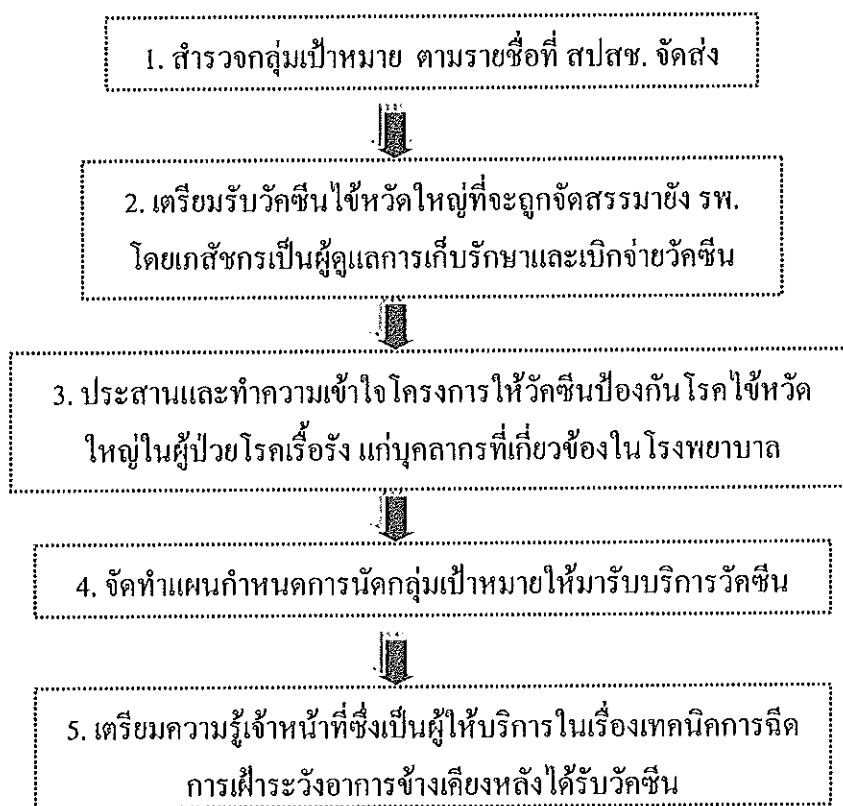 1. สำรวจกลุ่มเป้าหมาย ตามรายชื่อที่ สปสช. จัดส่ง
2. เตรียมรับวัคซีนไข้หวัดใหญ่ที่จะถูกจัดสรรมายัง รพ.
โดยเภสัชกรเป็นผู้ดูแลการเก็บรักษาและเบิกจ่ายวัคซีน
3. ประสานและทำความเข้าใจโครงการให้วัคซีนป้องกันโรคไข้หวัด
ใหญ่ในผู้ป่วยโรคเรื้อรัง แก่บุคลากรที่เกี่ยวข้องในโรงพยาบาล
4. จัดทำแผนกำหนดการนัดกลุ่มเป้าหมายให้มารับบริการวัคซีน
5. เตรียมความรู้เจ้าหน้าที่ซึ่งเป็นผู้ให้บริการในเรื่องเทคนิคการฉีด
การเฝ้าระวังอาการข้างเคียงหลังได้รับวัคซีน